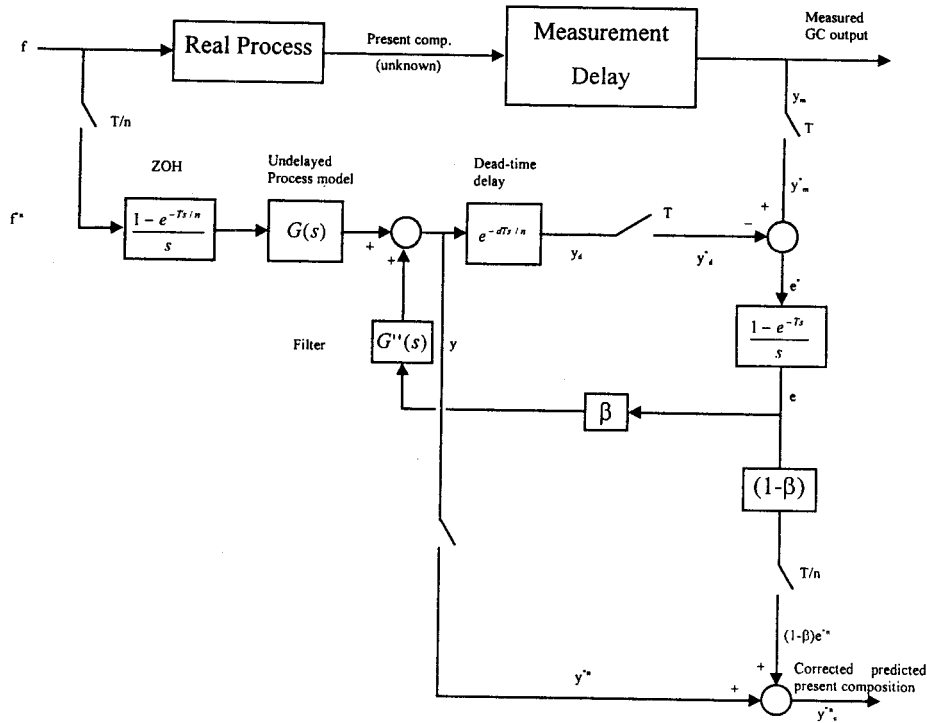 Measured
GC output
f
Real Process
Present comp.
(unknown)
Measurement
Delay
y_m
T/n
T
ZOH
Undelayed
Process model
Dead-time
delay
y*_m
f*ⁿ
1 − e^{−Ts/n}
s
G(s)
+
+
e^{−dTs/n}
y_d
T
y*_d
−
+
e*
1 − e^{−Ts}
s
Filter
G''(s)
y
e
β
(1-β)
T/n
(1-β)e*ⁿ
+
Corrected predicted
present composition
y*ⁿ
+
y*ⁿ_c